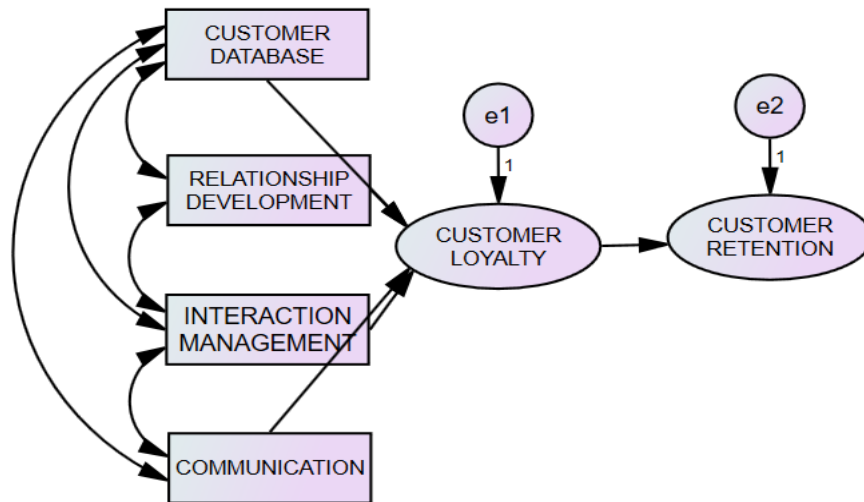 CUSTOMER
DATABASE
e1
e2
1
1
RELATIONSHIP
DEVELOPMENT
CUSTOMER
LOYALTY
CUSTOMER
RETENTION
INTERACTION
MANAGEMENT
COMMUNICATION